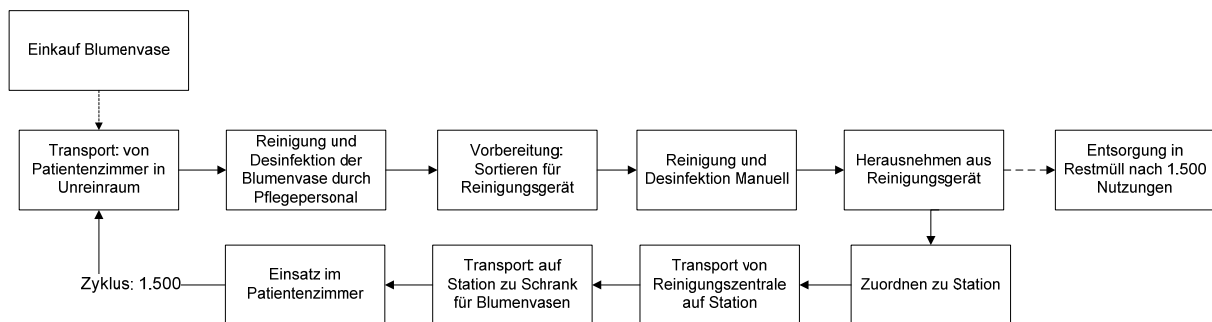 Einkauf Blumenvase
Transport: von
Patientenzimmer in
Unreinraum
Reinigung und
Desinfektion der
Blumenvase durch
Pflegepersonal
Vorbereitung:
Sortieren für
Reinigungsgerät
Reinigung und
Desinfektion Manuell
Herausnehmen aus
Reinigungsgerät
Entsorgung in
Restmüll nach 1.500
Nutzungen
Zyklus: 1.500
Einsatz im
Patientenzimmer
Transport: auf
Station zu Schrank
für Blumenvasen
Transport von
Reinigungszentrale
auf Station
Zuordnen zu Station